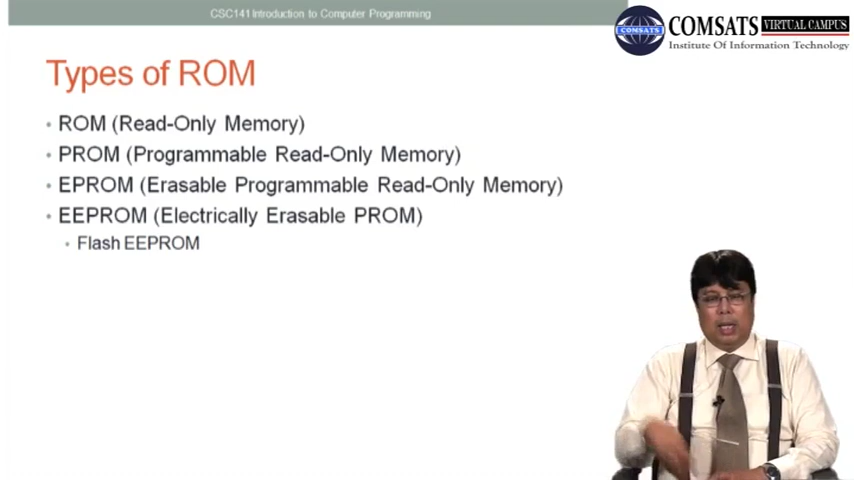 CSC141 Introduction to Computer Programming
COMSATS
COMSATS VIRTUAL CAMPUS
Institute Of Information Technology
Types of ROM
• ROM (Read-Only Memory)
• PROM (Programmable Read-Only Memory)
• EPROM (Erasable Programmable Read-Only Memory)
• EEPROM (Electrically Erasable PROM)
• Flash EEPROM